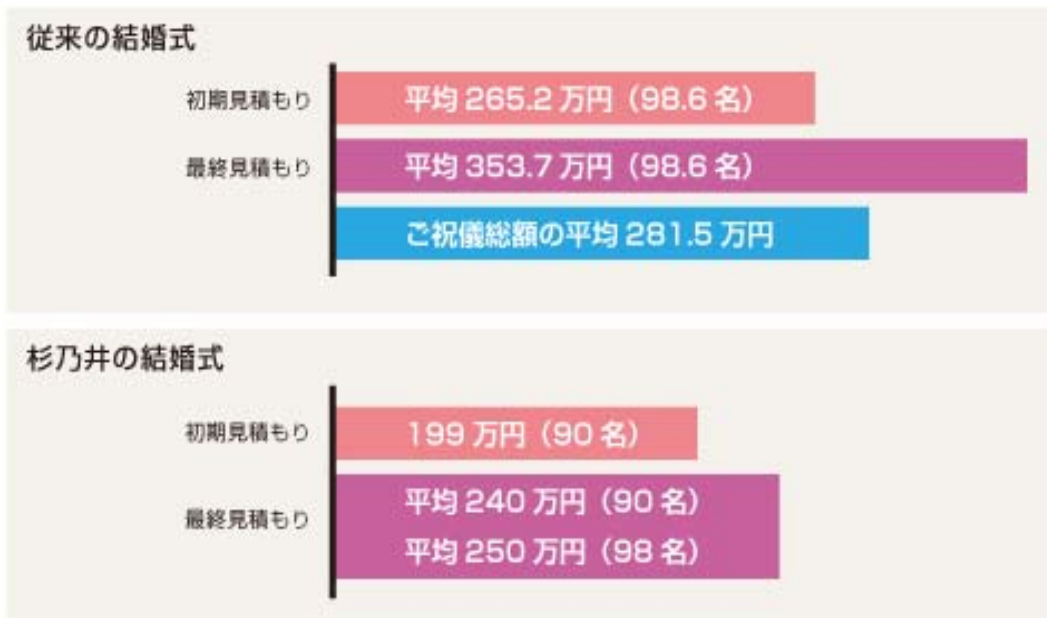 従来の結婚式
初期見積もり
平均 265.2 万円（98.6 名）
最終見積もり
平均 353.7 万円（98.6 名）
ご祝儀総額の平均 281.5 万円
杉乃井の結婚式
初期見積もり
199 万円（90 名）
最終見積もり
平均 240 万円（90 名）
平均 250 万円（98 名）